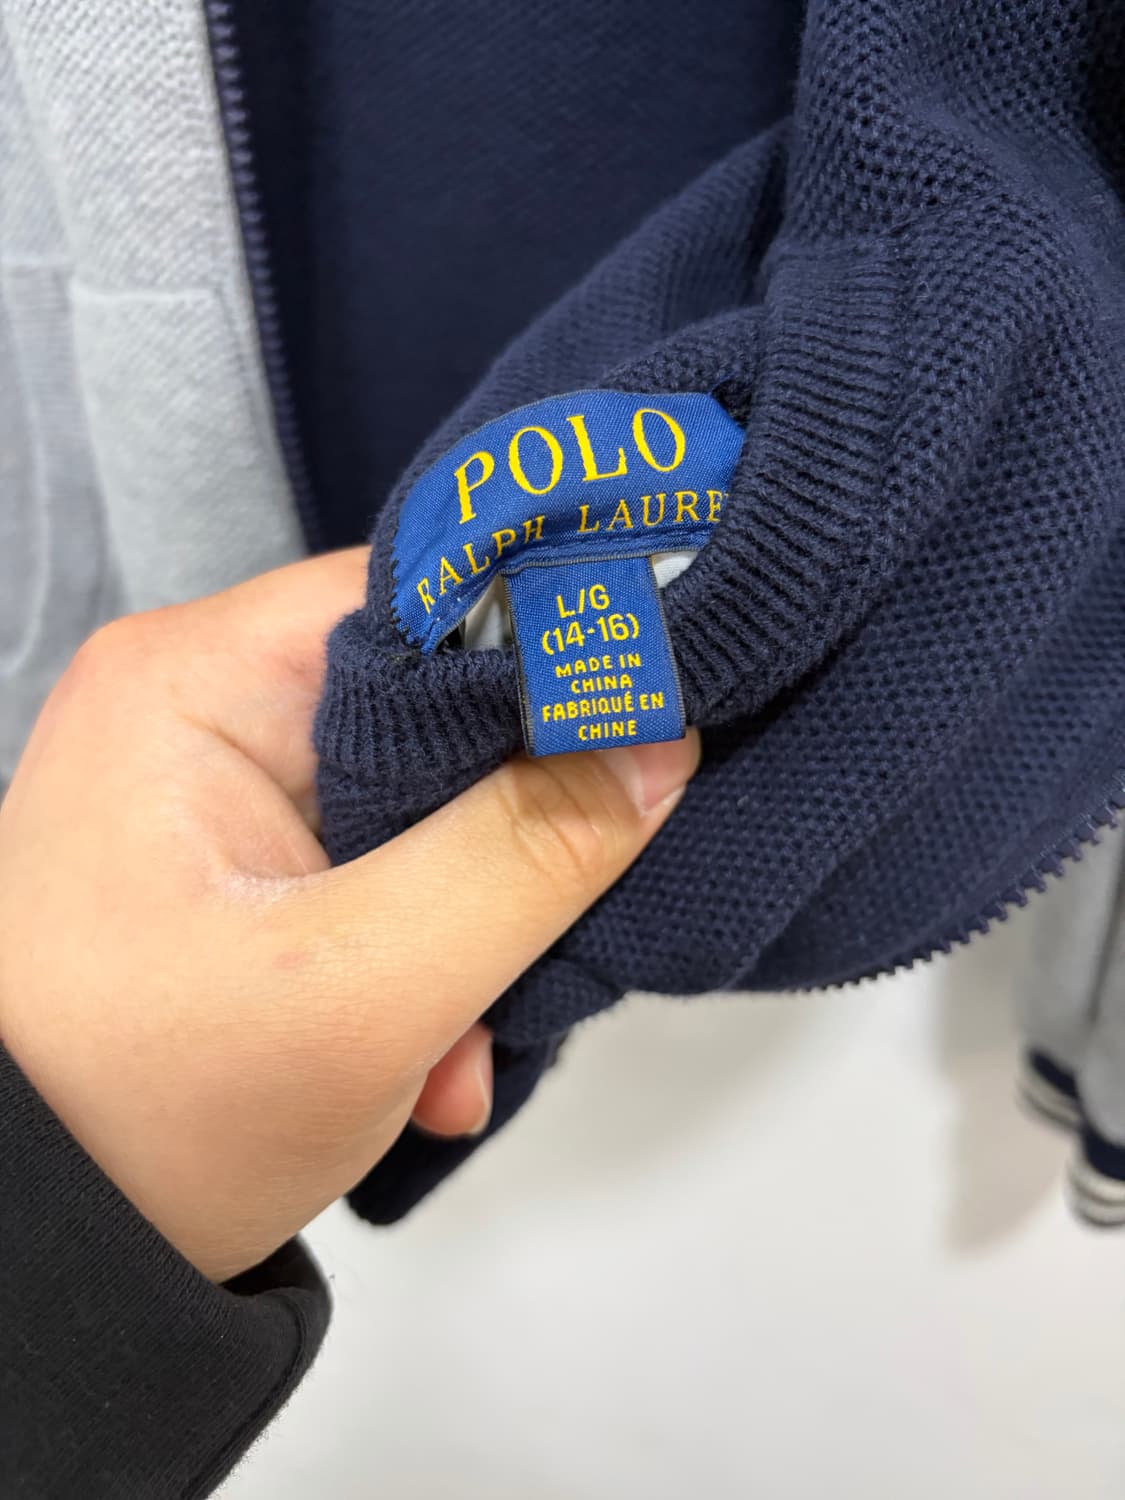 POLO
RALPH LAURE
L/G
(14-16)
MADE IN
CHINA
FABRIQUÉ EN
CHINE